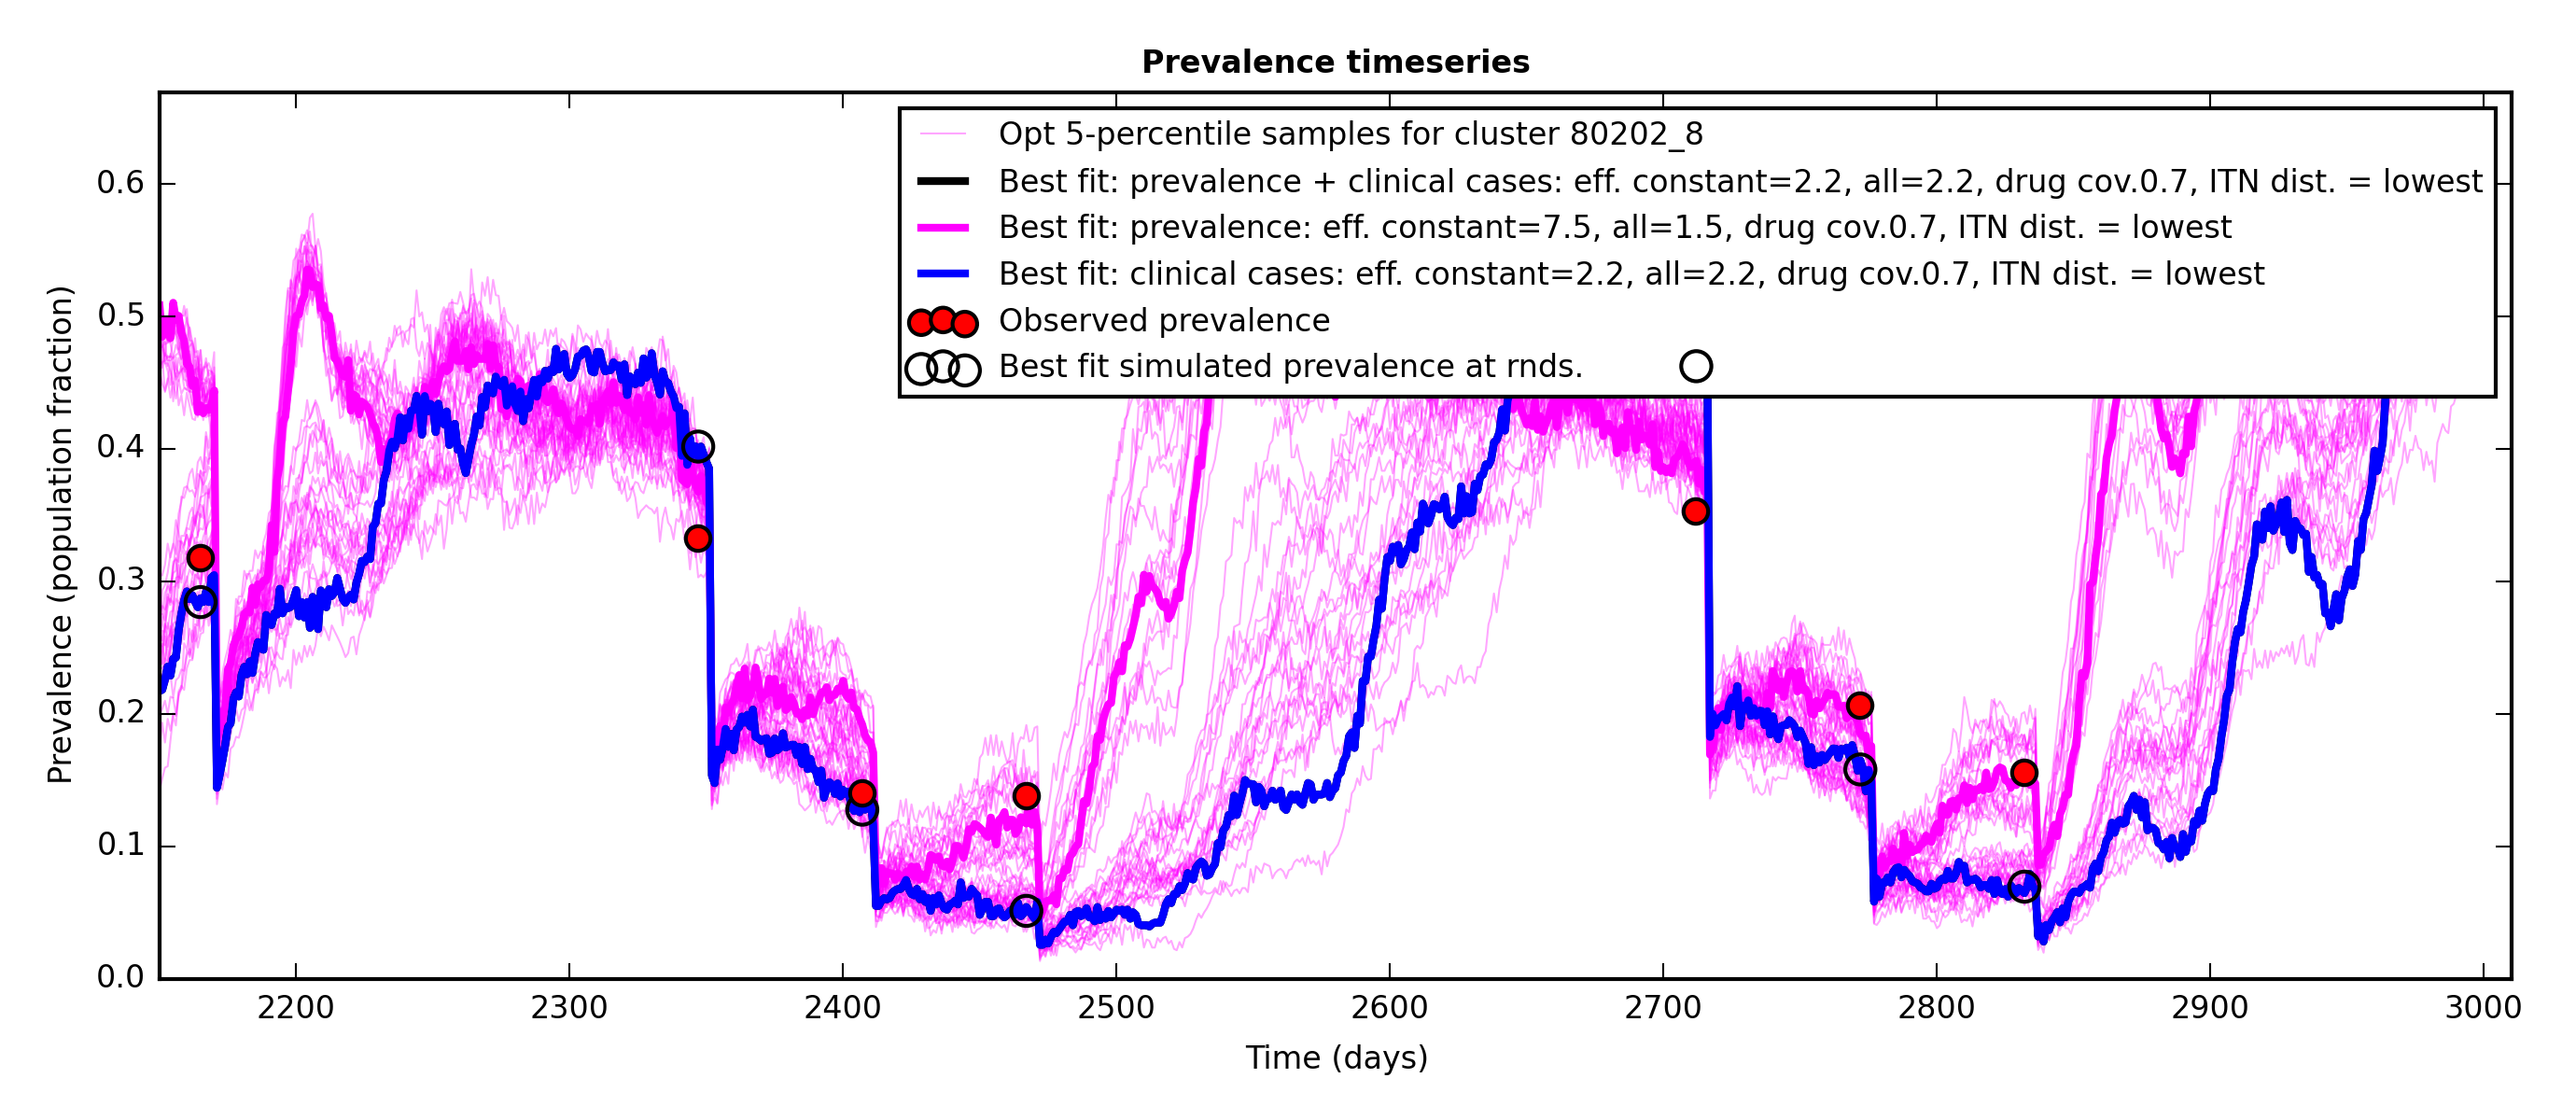 Prevalence timeseries
Opt 5-percentile samples for cluster 80202_8
Best fit: prevalence + clinical cases: eff. constant=2.2, all=2.2, drug cov.0.7, ITN dist. = lowest
Best fit: prevalence: eff. constant=7.5, all=1.5, drug cov.0.7, ITN dist. = lowest
Best fit: clinical cases: eff. constant=2.2, all=2.2, drug cov.0.7, ITN dist. = lowest
Observed prevalence
Best fit simulated prevalence at rnds.
Prevalence (population fraction)
0.6
0.5
0.4
0.3
0.2
0.1
0.0
2200 2300 2400 2500 2600 2700 2800 2900 3000
Time (days)